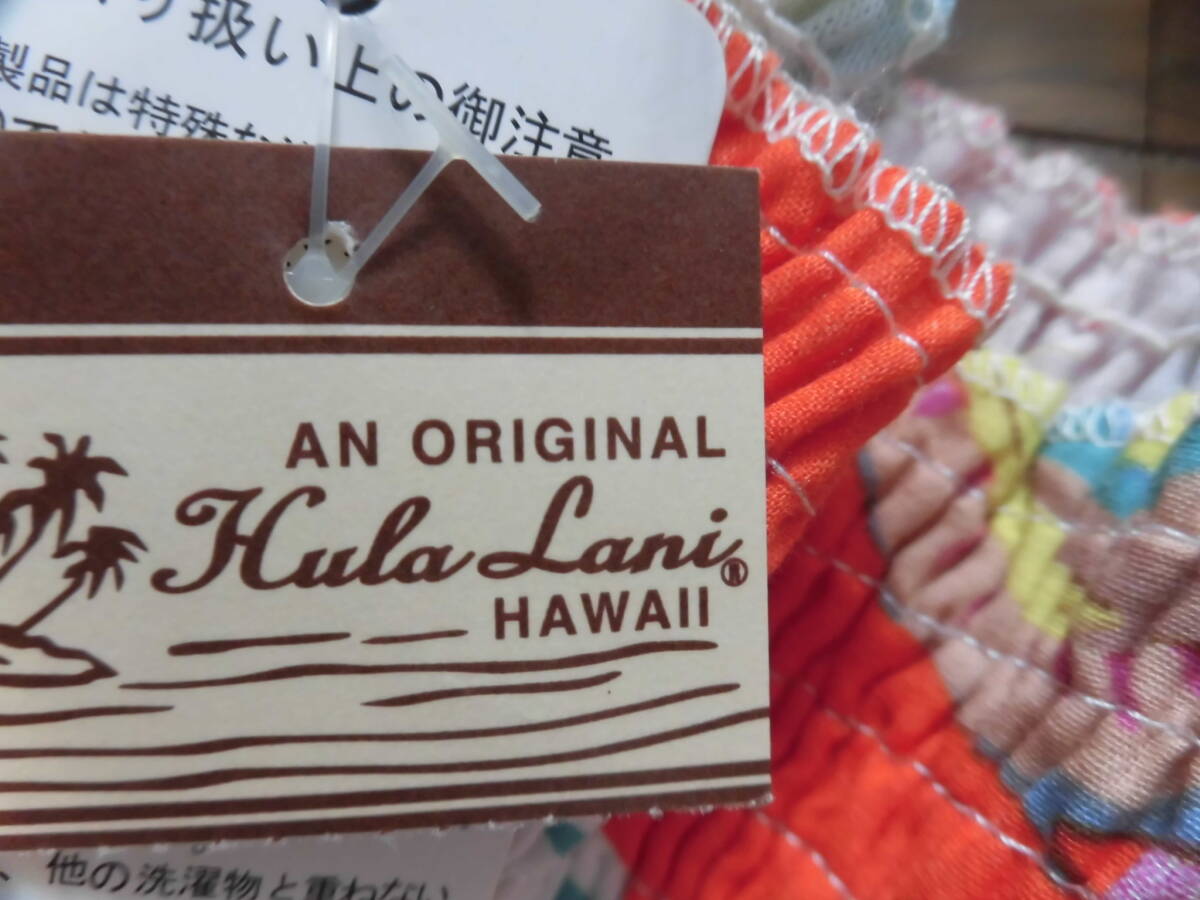 り扱い上の御注意
製品は特殊な
AN ORIGINAL
Hula Lani®
HAWAII
、他の洗濯物と重ねない